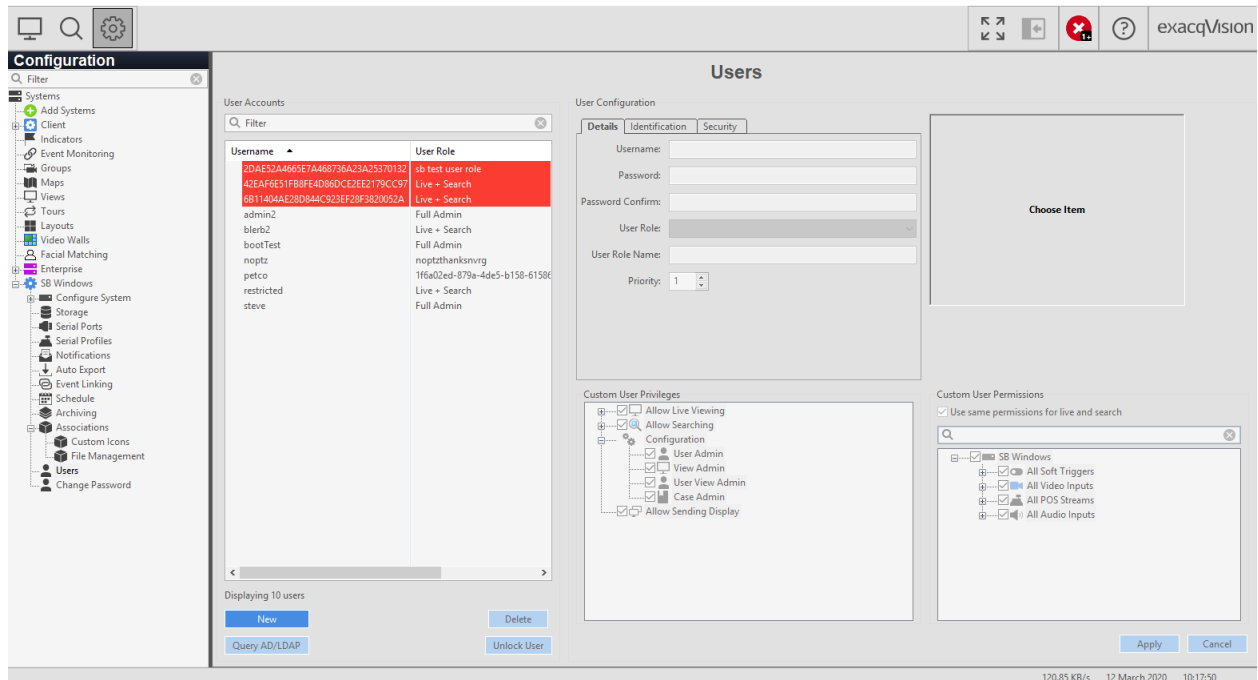 exacqVision
Configuration
Filter
Systems
Add Systems
Client
Indicators
Event Monitoring
Groups
Maps
Views
Tours
Layouts
Video Walls
Facial Matching
Enterprise
SB Windows
Configure System
Storage
Serial Ports
Serial Profiles
Notifications
Auto Export
Event Linking
Schedule
Archiving
Associations
Custom Icons
File Management
Users
Change Password
Users
User Accounts
Filter
Username User Role
2DAE52A4665E7A468736A23A25370132 sb test user role
42EAF6E51FB8FE4D86DCE2EE2179CC97 Live + Search
6B11404AE28D844C923EF28F3820052A Live + Search
admin2 Full Admin
blerb2 Live + Search
bootTest Full Admin
noptz noptzthanksnvrg
petco 1f6a02ed-879a-4de5-b158-61586
restricted Live + Search
steve Full Admin
Displaying 10 users
New Delete
Query AD/LDAP Unlock User
User Configuration
Details Identification Security
Username:
Password:
Password Confirm:
User Role:
User Role Name:
Priority: 1
Choose Item
Custom User Privileges
Allow Live Viewing
Allow Searching
Configuration
User Admin
View Admin
User View Admin
Case Admin
Allow Sending Display
Custom User Permissions
Use same permissions for live and search
SB Windows
All Soft Triggers
All Video Inputs
All POS Streams
All Audio Inputs
Apply Cancel
120.85 KB/s 12 March 2020 10:17:50